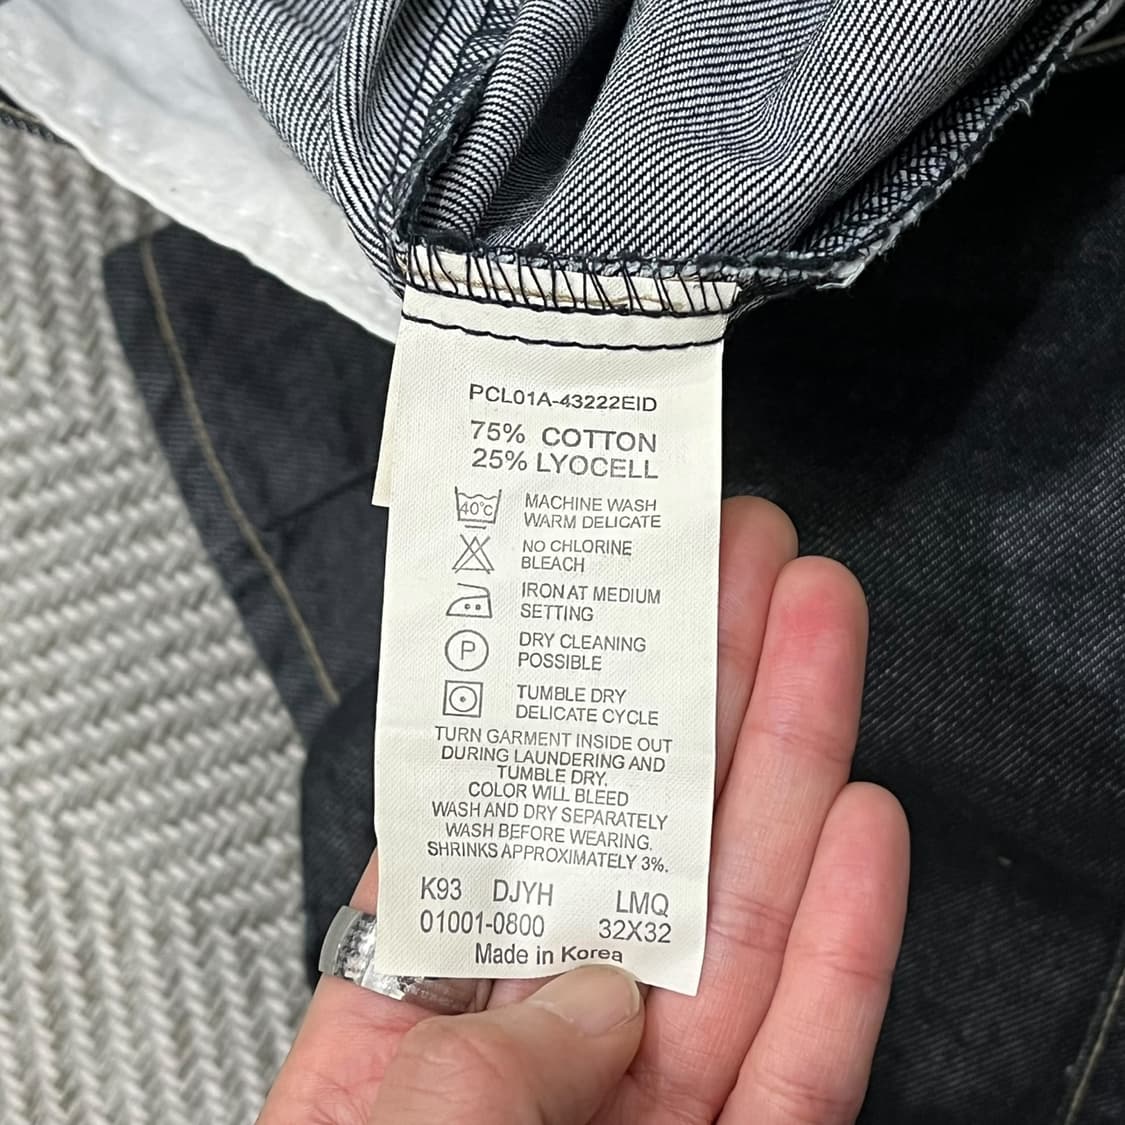 PCL01A-43222EID
75% COTTON
25% LYOCELL
40°C MACHINE WASH
WARM DELICATE
NO CHLORINE
BLEACH
IRON AT MEDIUM
SETTING
P DRY CLEANING
POSSIBLE
TUMBLE DRY
DELICATE CYCLE
TURN GARMENT INSIDE OUT
DURING LAUNDERING AND
TUMBLE DRY.
COLOR WILL BLEED
WASH AND DRY SEPARATELY
WASH BEFORE WEARING.
SHRINKS APPROXIMATELY 3%.
K93 DJYH LMQ
01001-0800 32X32
Made in Korea